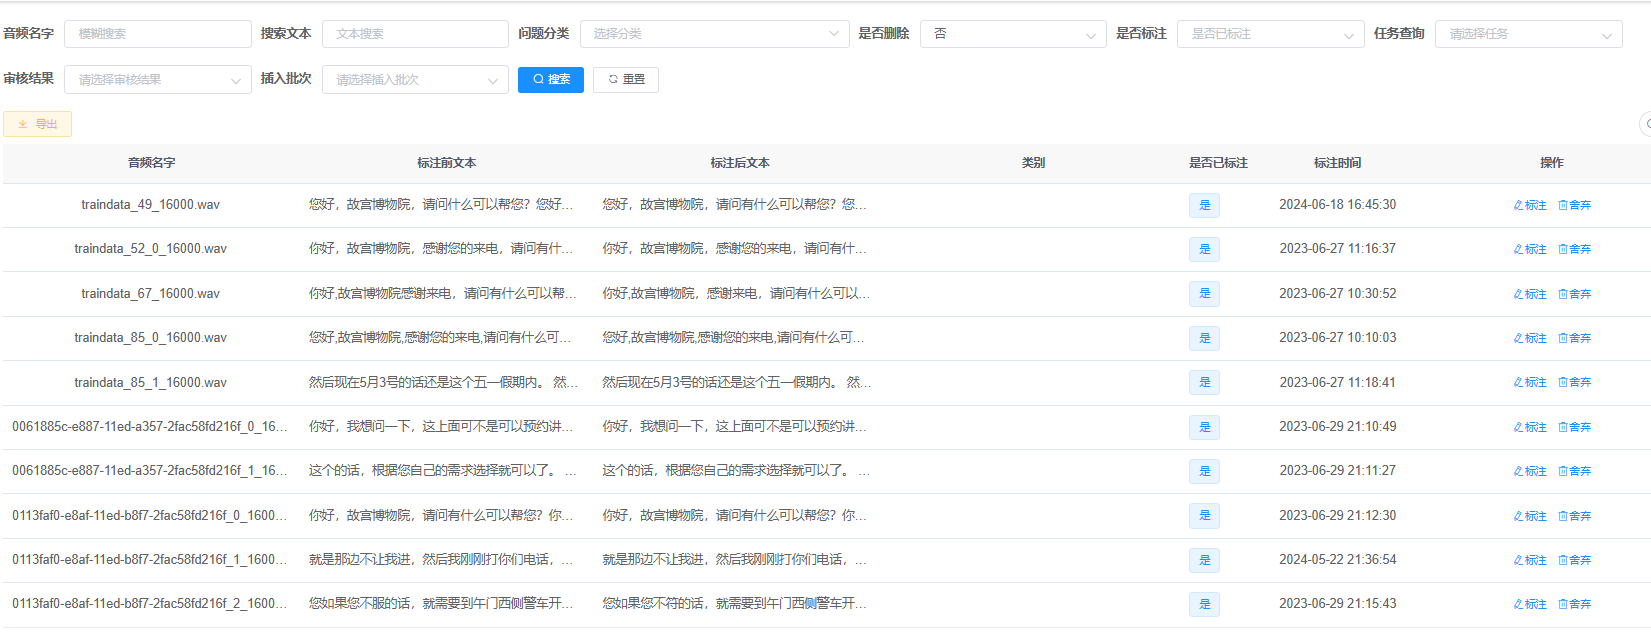 音频名字 模糊搜索 搜索文本 文本搜索 问题分类 选择分类 是否删除 否 是否标注 是否已标注 任务查询 请选择任务
审核结果 请选择审核结果 插入批次 请选择插入批次 搜索 重置
导出
音频名字 标注前文本 标注后文本 类别 是否已标注 标注时间 操作
traindata_49_16000.wav 您好，故宫博物院，请问什么可以帮您？您好... 您好，故宫博物院，请问有什么可以帮您？您... 是 2024-06-18 16:45:30 标注 舍弃
traindata_52_0_16000.wav 你好，故宫博物院，感谢您的来电，请问有什... 你好，故宫博物院，感谢您的来电，请问有什... 是 2023-06-27 11:16:37 标注 舍弃
traindata_67_16000.wav 你好,故宫博物院感谢来电，请问有什么可以帮... 你好,故宫博物院，感谢来电，请问有什么可以... 是 2023-06-27 10:30:52 标注 舍弃
traindata_85_0_16000.wav 您好,故宫博物院,感谢您的来电,请问有什么可... 您好,故宫博物院,感谢您的来电,请问有什么可... 是 2023-06-27 10:10:03 标注 舍弃
traindata_85_1_16000.wav 然后现在5月3号的话还是这个五一假期内。 然... 然后现在5月3号的话还是这个五一假期内。 然... 是 2023-06-27 11:18:41 标注 舍弃
0061885c-e887-11ed-a357-2fac58fd216f_0_16... 你好，我想问一下，这上面可不是可以预约讲... 你好，我想问一下，这上面可不是可以预约讲... 是 2023-06-29 21:10:49 标注 舍弃
0061885c-e887-11ed-a357-2fac58fd216f_1_16... 这个的话，根据您自己的需求选择就可以了。 ... 这个的话，根据您自己的需求选择就可以了。 ... 是 2023-06-29 21:11:27 标注 舍弃
0113faf0-e8af-11ed-b8f7-2fac58fd216f_0_1600... 你好，故宫博物院，请问有什么可以帮您？你... 你好，故宫博物院，请问有什么可以帮您？你... 是 2023-06-29 21:12:30 标注 舍弃
0113faf0-e8af-11ed-b8f7-2fac58fd216f_1_1600... 就是那边不让我进，然后我刚刚打你们电话，... 就是那边不让我进，然后我刚刚打你们电话，... 是 2024-05-22 21:36:54 标注 舍弃
0113faf0-e8af-11ed-b8f7-2fac58fd216f_2_1600... 您如果您不服的话，就需要到午门西侧警车开... 您如果您不符的话，就需要到午门西侧警车开... 是 2023-06-29 21:15:43 标注 舍弃